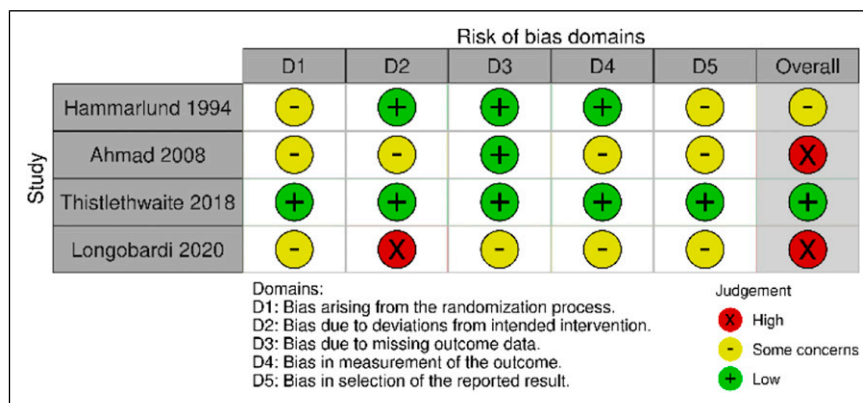 Risk of bias domains
D1 D2 D3 D4 D5 Overall
Study
Hammarlund 1994 - + + + - -
Ahmad 2008 - - + - - X
Thistlethwaite 2018 + + + + + +
Longobardi 2020 - X - - - X
Domains:
D1: Bias arising from the randomization process.
D2: Bias due to deviations from intended intervention.
D3: Bias due to missing outcome data.
D4: Bias in measurement of the outcome.
D5: Bias in selection of the reported result.
Judgement
X High
- Some concerns
+ Low